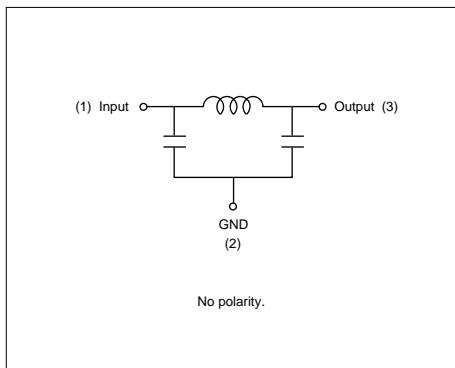 (1) Input Output (3)
GND
(2)
No polarity.